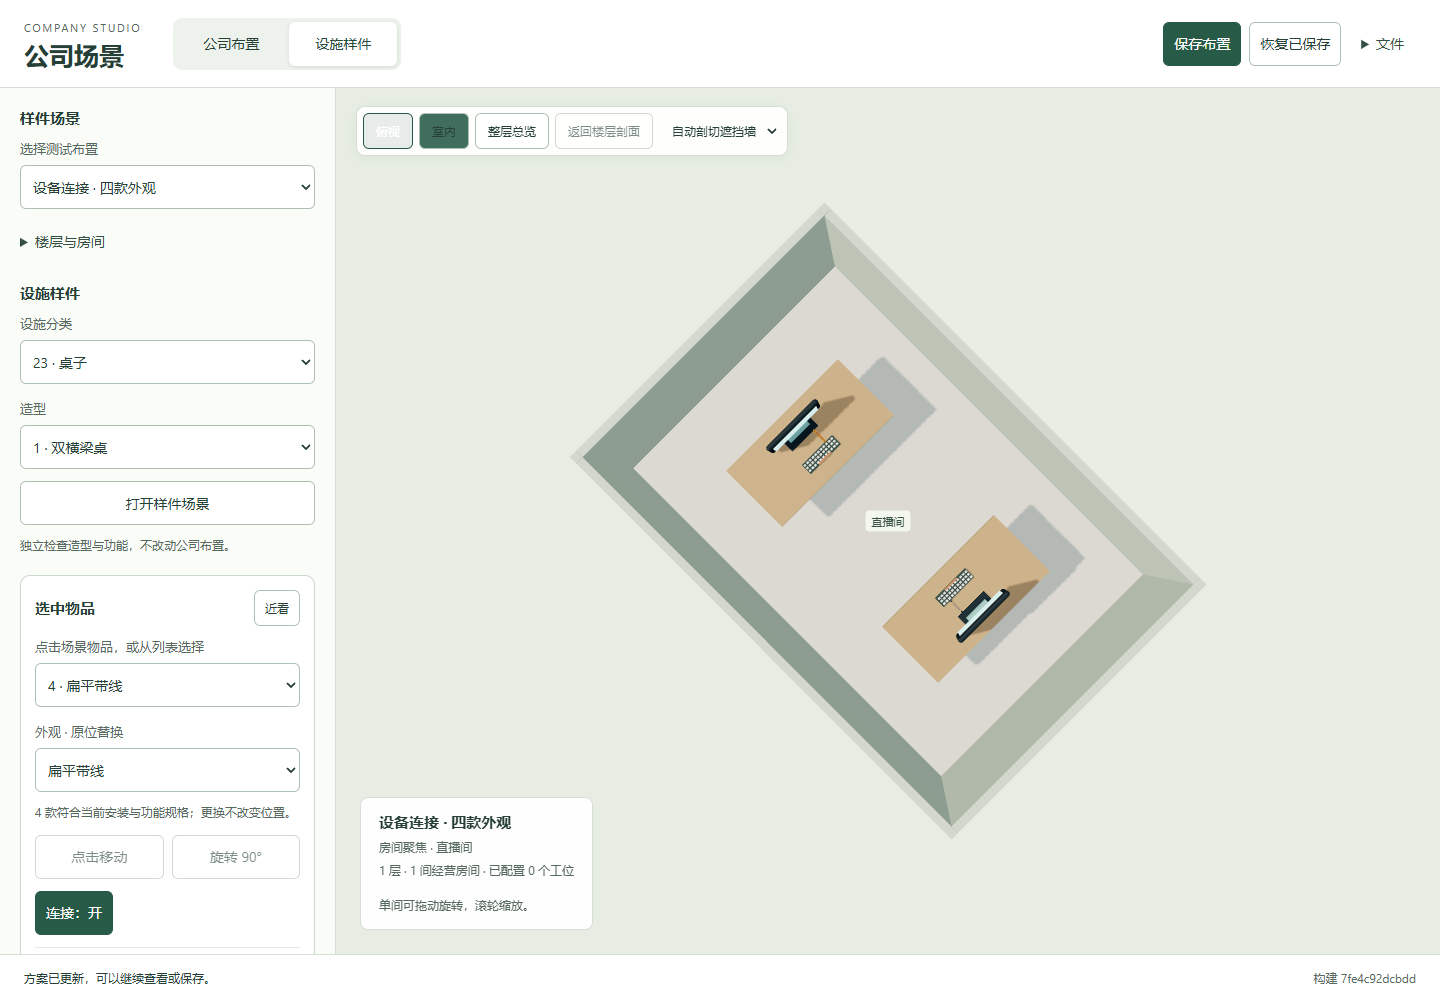 COMPANY STUDIO
公司场景
公司布置
设施样件
保存布置
恢复已保存
▶ 文件
样件场景
选择测试布置
设备连接 · 四款外观
▶ 楼层与房间
设施样件
设施分类
23 · 桌子
造型
1 · 双横梁桌
打开样件场景
独立检查造型与功能，不改动公司布置。
选中物品
近看
点击场景物品，或从列表选择
4 · 扁平带线
外观 · 原位替换
扁平带线
4 款符合当前安装与功能规格；更换不改变位置。
点击移动
旋转 90°
连接：开
俯视
室内
整层总览
返回楼层剖面
自动剖切遮挡墙
直播间
设备连接 · 四款外观
房间聚焦 · 直播间
1 层 · 1 间经营房间 · 已配置 0 个工位
单间可拖动旋转，滚轮缩放。
方案已更新，可以继续查看或保存。
构建 7fe4c92dcbdd